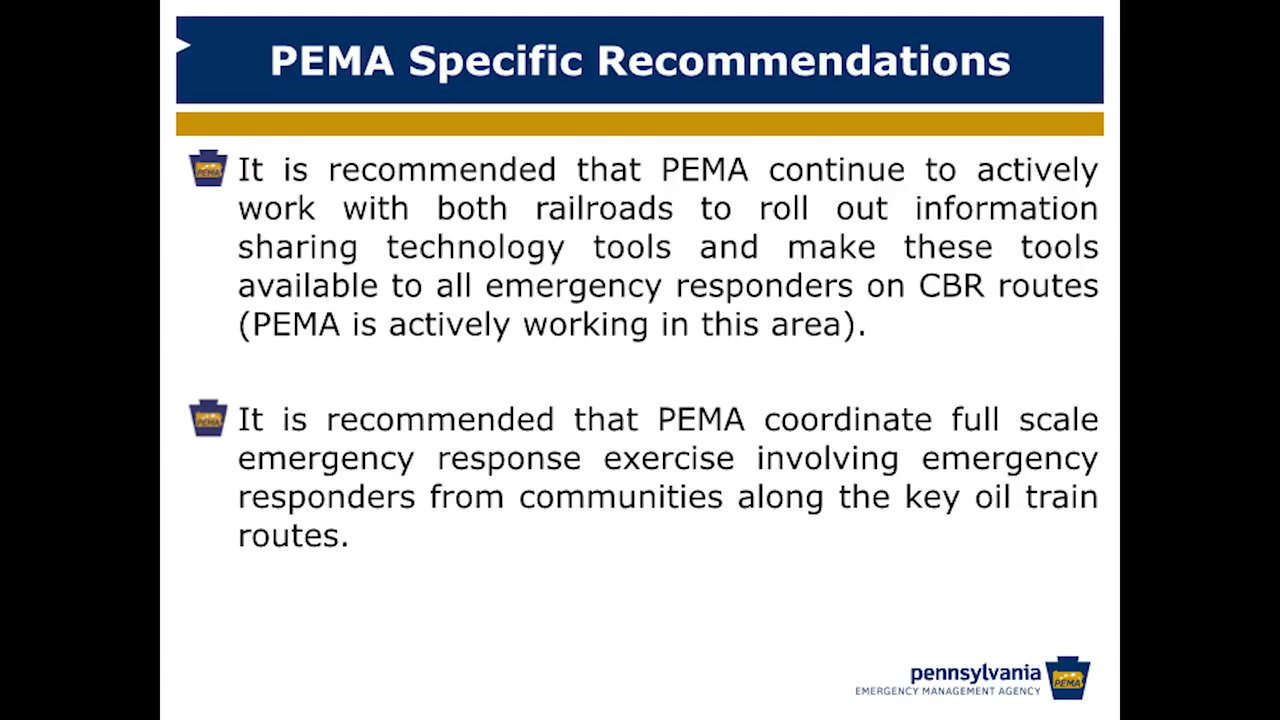 PEMA Specific Recommendations
PEMA
It is recommended that PEMA continue to actively
work with both railroads to roll out information
sharing technology tools and make these tools
available to all emergency responders on CBR routes
(PEMA is actively working in this area).
PEMA
It is recommended that PEMA coordinate full scale
emergency response exercise involving emergency
responders from communities along the key oil train
routes.
pennsylvania
EMERGENCY MANAGEMENT AGENCY
PEMA